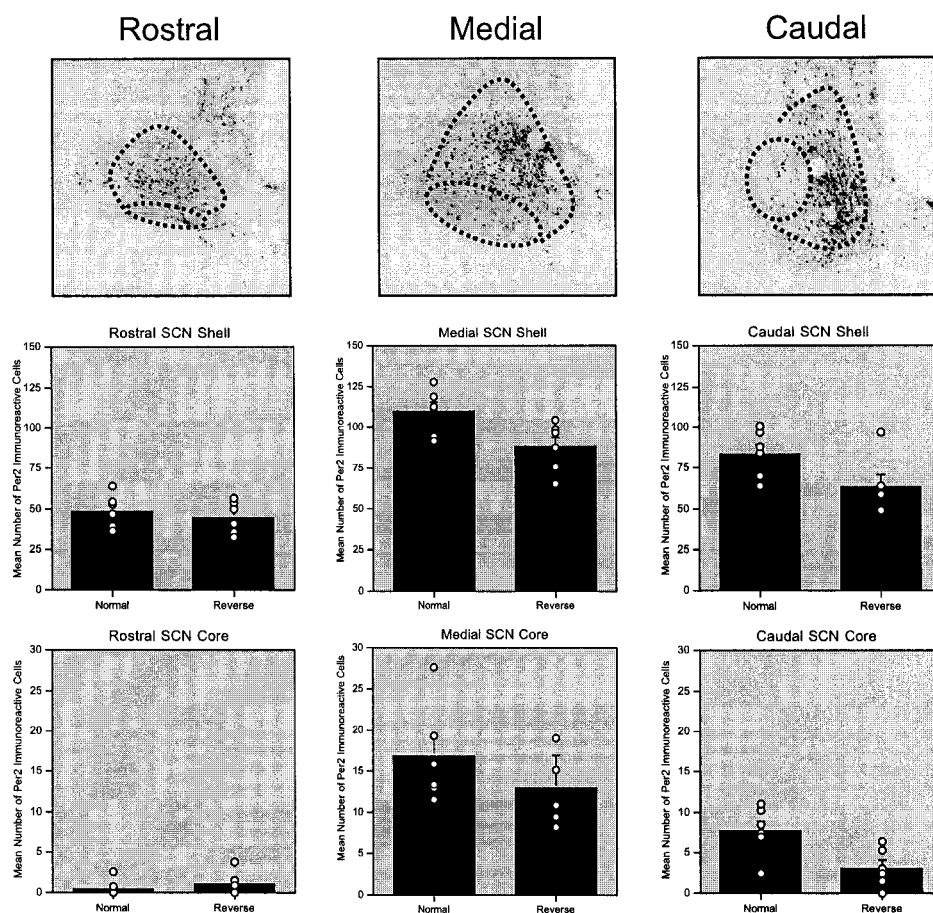 Rostral
Medial
Caudal
Rostral SCN Shell
Mean Number of Per2 Immunoreactive Cells
150
125
100
75
50
25
0
Normal
Reverse
Medial SCN Shell
Mean Number of Per2 Immunoreactive Cells
150
125
100
75
50
25
0
Normal
Reverse
Caudal SCN Shell
Mean Number of Per2 Immunoreactive Cells
150
125
100
75
50
25
0
Normal
Reverse
Rostral SCN Core
Mean Number of Per2 Immunoreactive Cells
30
25
20
15
10
5
0
Normal
Reverse
Medial SCN Core
Mean Number of Per2 Immunoreactive Cells
30
25
20
15
10
5
0
Normal
Reverse
Caudal SCN Core
Mean Number of Per2 Immunoreactive Cells
30
25
20
15
10
5
0
Normal
Reverse